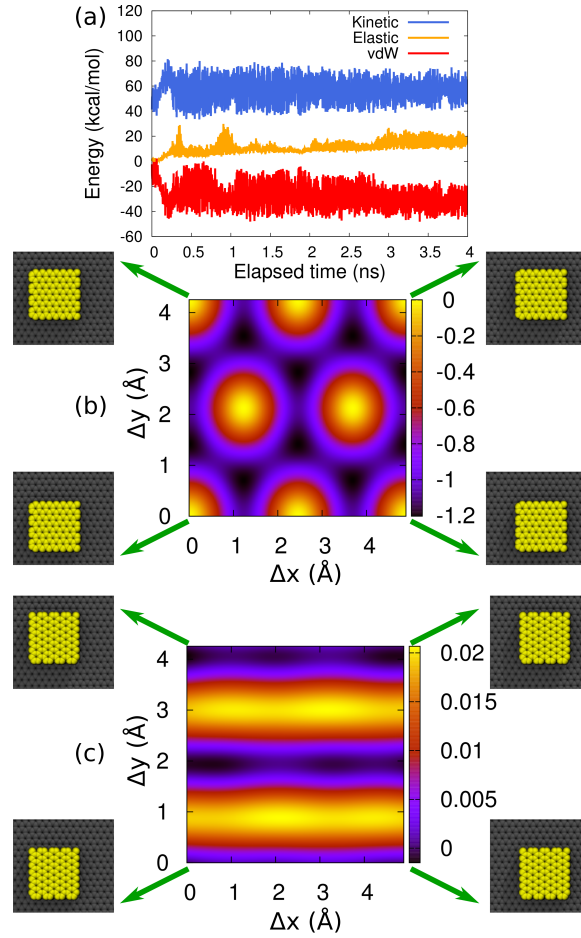 (a)
120
100
80
60
40
20
0
-20
-40
-60
Energy (kcal/mol)
Kinetic
Elastic
vdW
0 0.5 1 1.5 2 2.5 3 3.5 4
Elapsed time (ns)
(b)
4
3
2
1
0
Δy (Å)
0 1 2 3 4
Δx (Å)
0
-0.2
-0.4
-0.6
-0.8
-1
-1.2
(c)
4
3
2
1
0
Δy (Å)
0 1 2 3 4
Δx (Å)
0.02
0.015
0.01
0.005
0